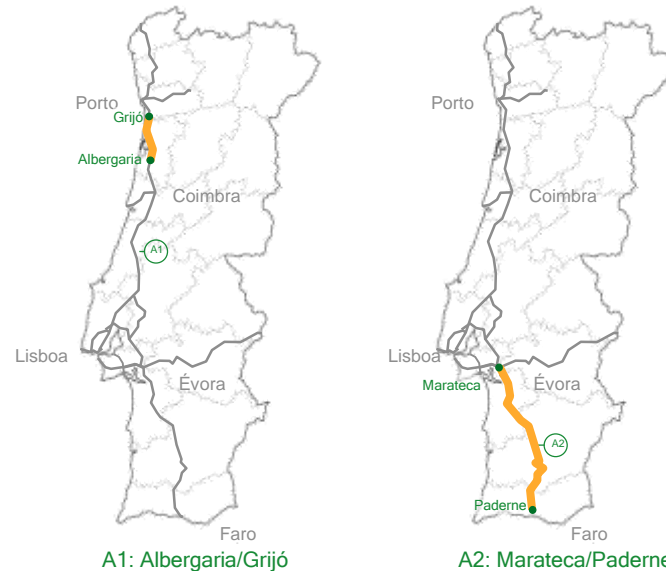 Porto
Grijó
Albergaria
Coimbra
A1
Lisboa
Évora
Faro
A1: Albergaria/Grijó
Porto
Coimbra
Lisboa
Marateca
Évora
A2
Paderne
Faro
A2: Marateca/Paderne